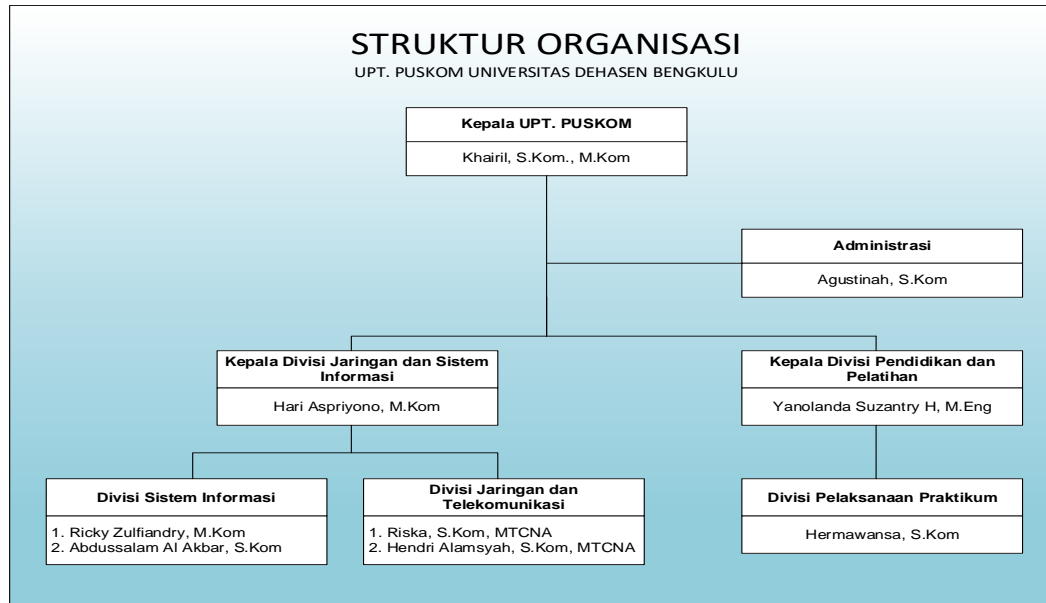 STRUKTUR ORGANISASI
UPT. PUSKOM UNIVERSITAS DEHASEN BENGKULU
Kepala UPT. PUSKOM
Khairil, S.Kom., M.Kom
Administrasi
Agustinah, S.Kom
Kepala Divisi Jaringan dan Sistem
Informasi
Hari Aspriyono, M.Kom
Kepala Divisi Pendidikan dan
Pelatihan
Yanolanda Suzantry H, M.Eng
Divisi Sistem Informasi
1. Ricky Zulfiandry, M.Kom
2. Abdussalam Al Akbar, S.Kom
Divisi Jaringan dan
Telekomunikasi
1. Riska, S.Kom, MTCNA
2. Hendri Alamsyah, S.Kom, MTCNA
Divisi Pelaksanaan Praktikum
Hermawansa, S.Kom